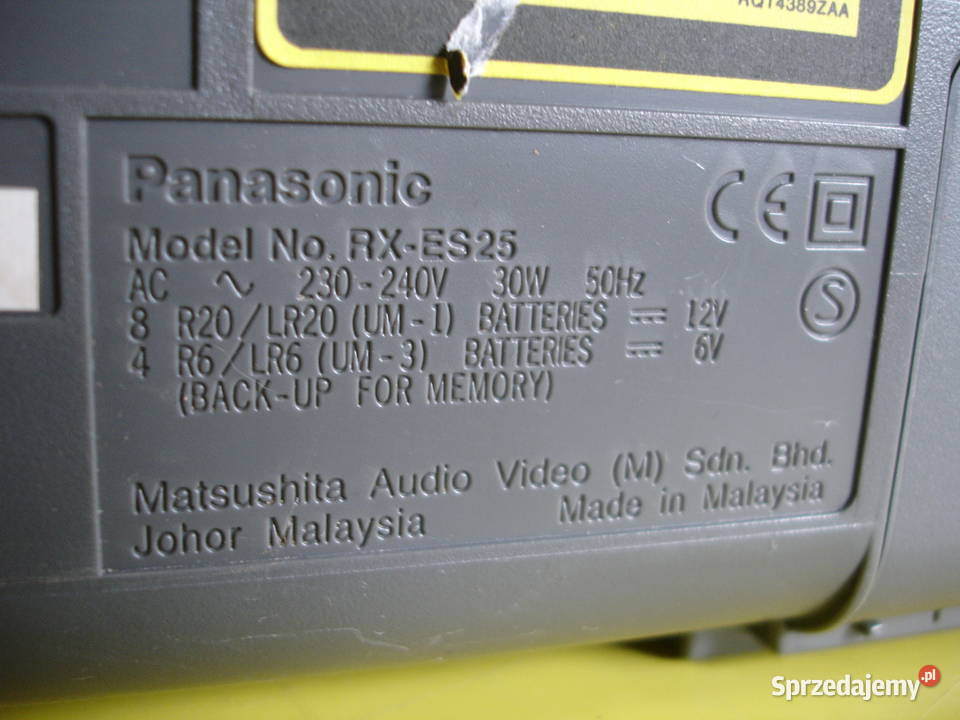 RQT4389ZAA
Panasonic
CE
Model No. RX-ES25
AC ~ 230-240V 30W 50Hz
S
8 R20/LR20 (UM-1) BATTERIES ⎓ 12V
4 R6/LR6 (UM-3) BATTERIES ⎓ 6V
(BACK-UP FOR MEMORY)
Matsushita Audio Video (M) Sdn. Bhd.
Johor Malaysia Made in Malaysia
Sprzedajemy.pl